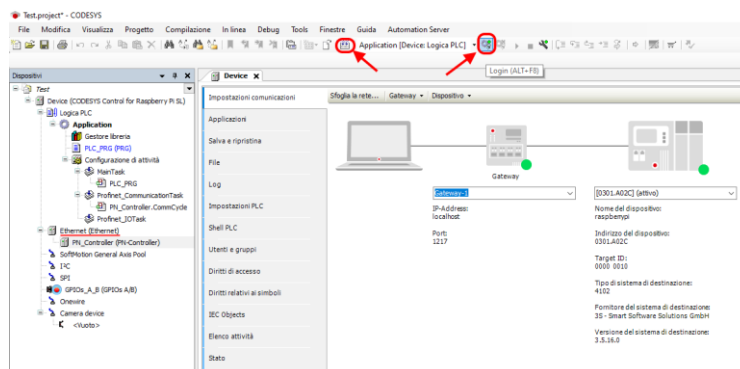 Test.project* - CODESYS
File Modifica Visualizza Progetto Compilazione In linea Debug Tools Finestre Guida Automation Server
Application [Device: Logica PLC]
Login (ALT+F8)
Dispositivi
Device
Test
Device (CODESYS Control for Raspberry Pi SL)
Logica PLC
Application
Gestore libreria
PLC_PRG (PRG)
Configurazione di attività
MainTask
PLC_PRG
Profinet_CommunicationTask
PN_Controller.CommCycle
Profinet_IOTask
Ethernet (Ethernet)
PN_Controller (PN-Controller)
SoftMotion General Axis Pool
I²C
SPI
GPIOs_A_B (GPIOs A/B)
Onewire
Camera device
<Vuoto>
Impostazioni comunicazioni
Applicazioni
Salva e ripristina
File
Log
Impostazioni PLC
Shell PLC
Utenti e gruppi
Diritti di accesso
Diritti relativi ai simboli
IEC Objects
Elenco attività
Stato
Sfoglia la rete... Gateway Dispositivo
Gateway
Gateway-1
IP-Address:
localhost
Port:
1217
[0301.A02C] (attivo)
Nome del dispositivo:
raspberrypi
Indirizzo del dispositivo:
0301.A02C
Target ID:
0000 0010
Tipo di sistema di destinazione:
4102
Fornitore del sistema di destinazione:
3S - Smart Software Solutions GmbH
Versione del sistema di destinazione:
3.5.16.0